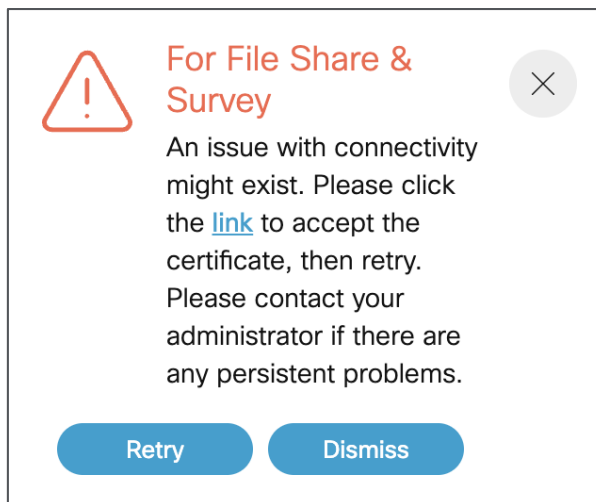 For File Share &
Survey
An issue with connectivity
might exist. Please click
the link to accept the
certificate, then retry.
Please contact your
administrator if there are
any persistent problems.
Retry
Dismiss